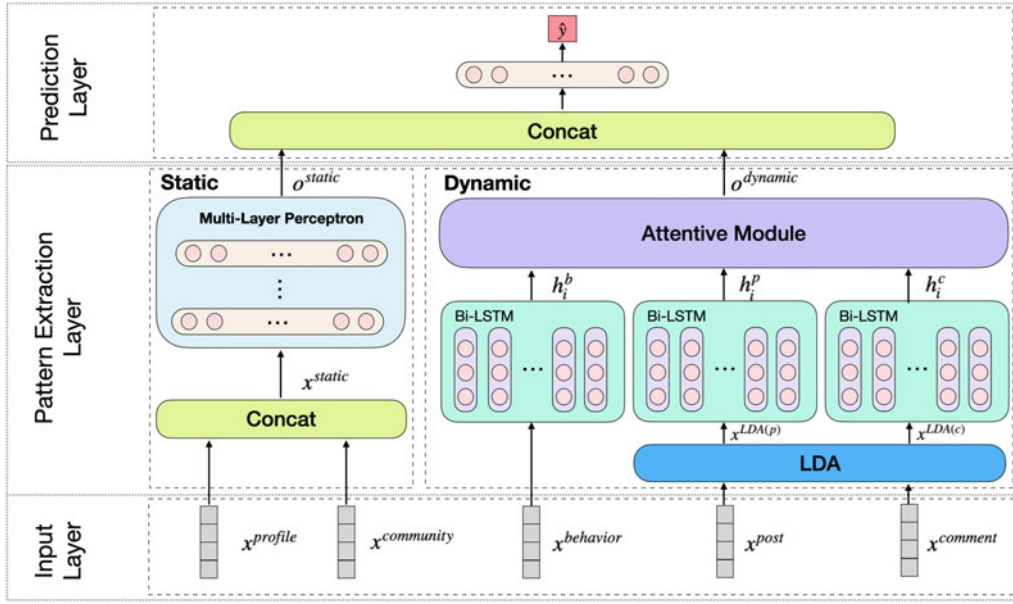 Prediction
Layer
ŷ
...
Concat
Pattern Extraction
Layer
Static
o^static
Multi-Layer Perceptron
...
⋮
...
x^static
Concat
Dynamic
o^dynamic
Attentive Module
h_i^b
h_i^p
h_i^c
Bi-LSTM
Bi-LSTM
Bi-LSTM
...
...
...
x^LDA(p)
x^LDA(c)
LDA
Input
Layer
x^profile
x^community
x^behavior
x^post
x^comment